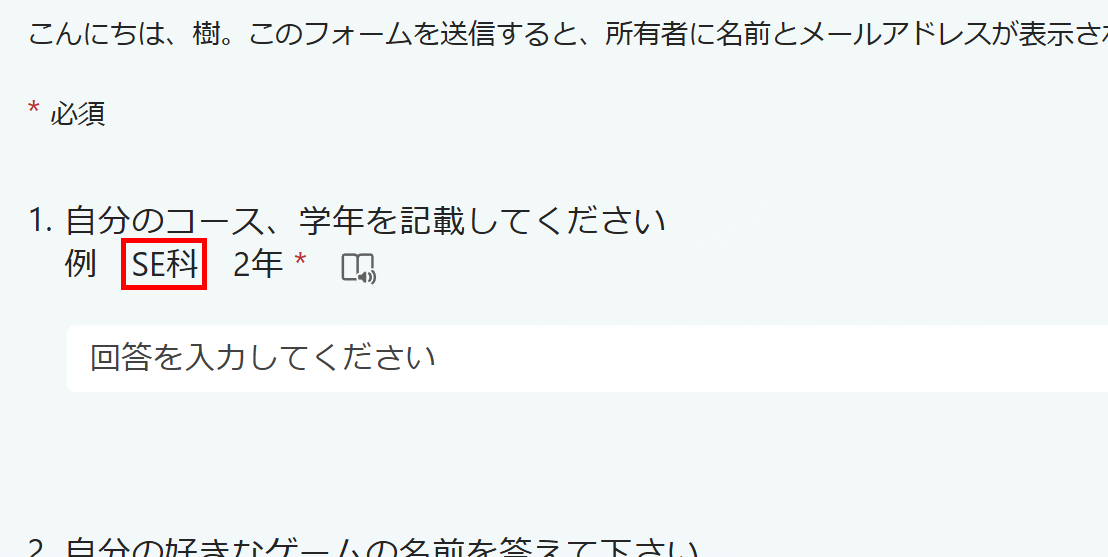 こんにちは、樹。このフォームを送信すると、所有者に名前とメールアドレスが表示さ
* 必須
1. 自分のコース、学年を記載してください
例 SE科 2年 *
回答を入力してください
2. 自分の好きなゲームの名前を答えて下さい